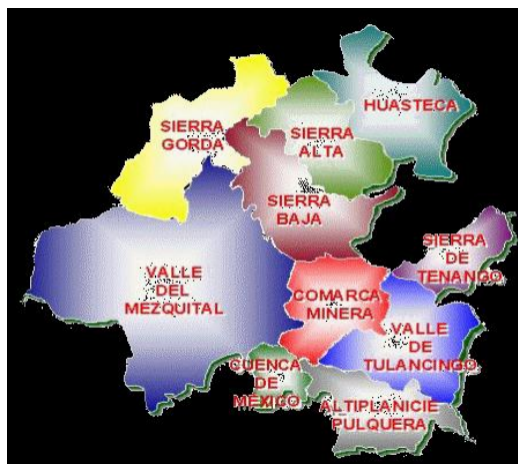 HUASTECA
SIERRA
GORDA
SIERRA
ALTA
SIERRA
BAJA
SIERRA
DE
TENANGO
VALLE
DEL
MEZQUITAL
COMARCA
MINERA
VALLE
DE
TULANCINGO
CUENCA
DE
MÉXICO
ALTIPLANICIE
PULQUERA